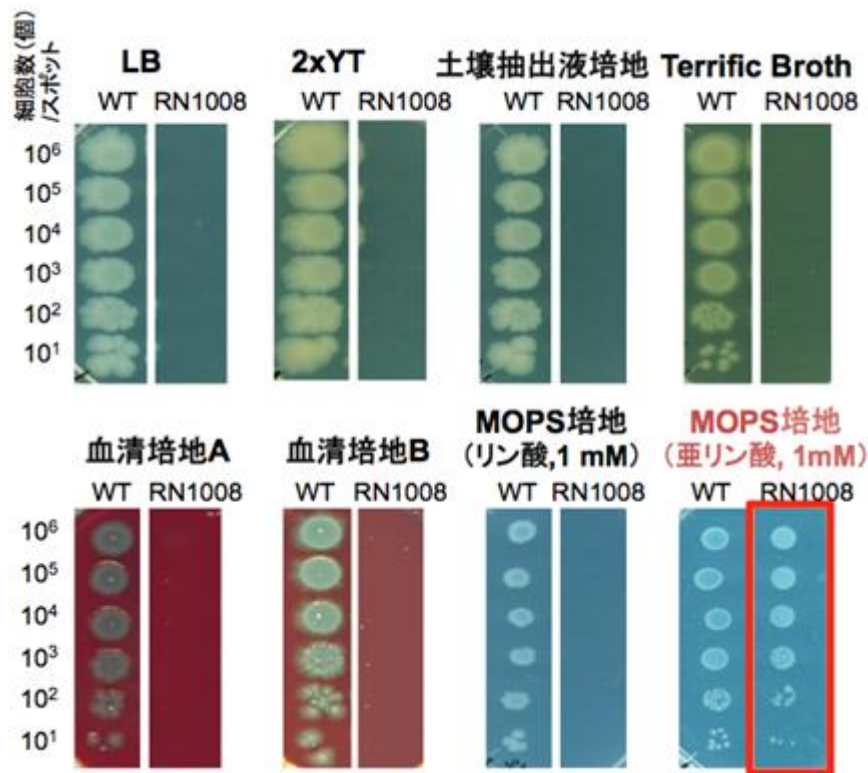 細胞数(個)
/スポット
LB
2xYT
土壌抽出液培地
Terrific Broth
WT RN1008
WT RN1008
WT RN1008
WT RN1008
10⁶
10⁵
10⁴
10³
10²
10¹
血清培地A
血清培地B
MOPS培地
(リン酸,1 mM)
MOPS培地
(亜リン酸, 1mM)
WT RN1008
WT RN1008
WT RN1008
WT RN1008
10⁶
10⁵
10⁴
10³
10²
10¹